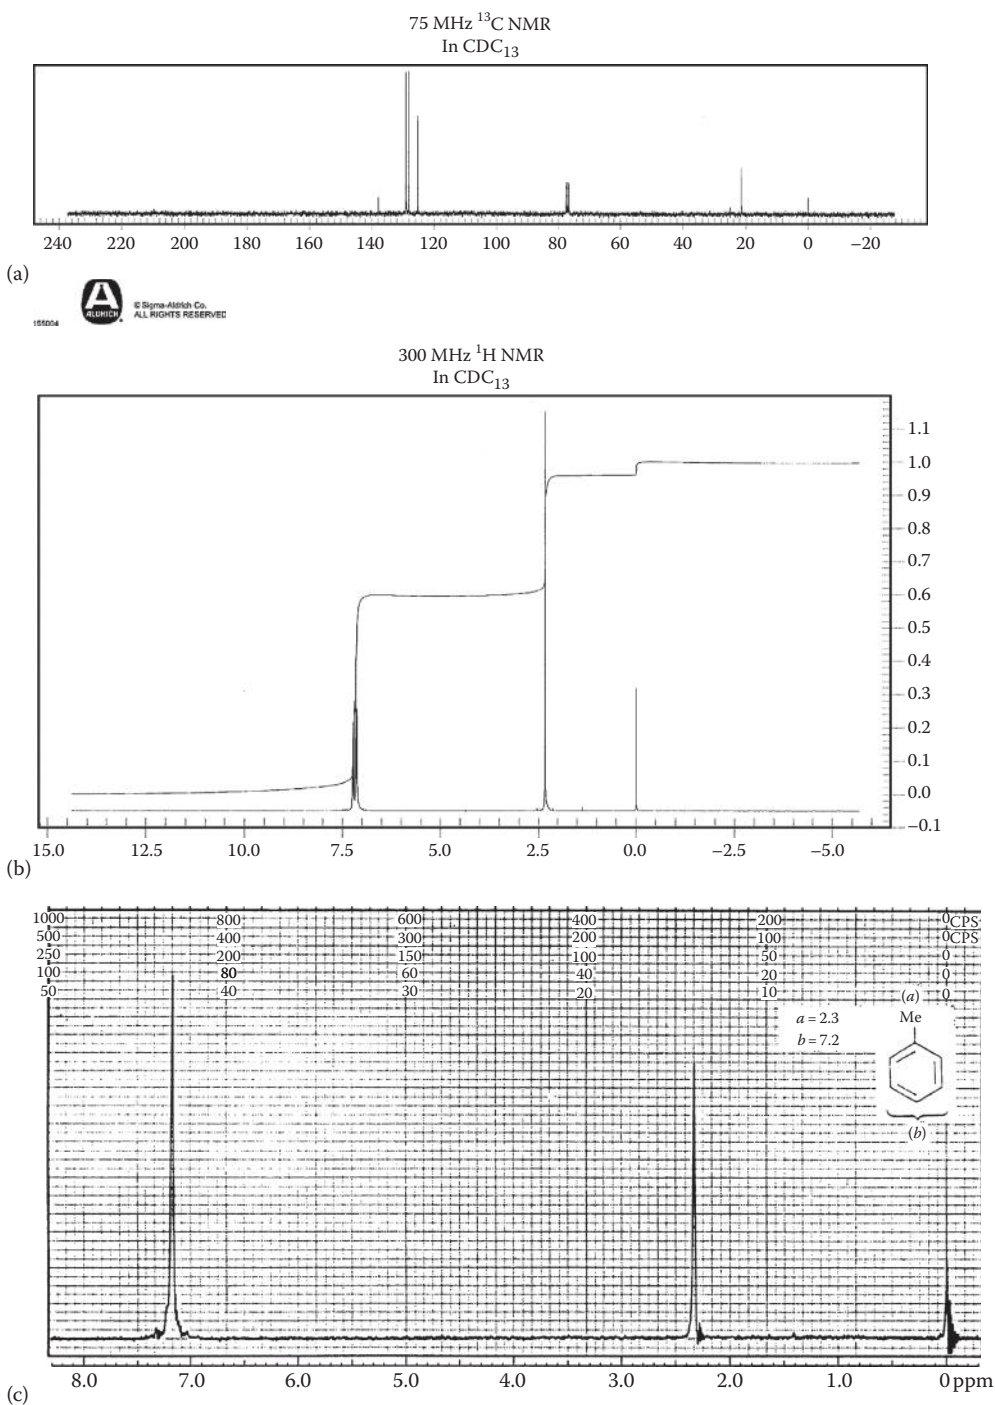 75 MHz 13C NMR
In CDC13
240 220 200 180 160 140 120 100 80 60 40 20 0 −20
(a)
A
ALDRICH
© Sigma-Aldrich Co.
ALL RIGHTS RESERVED
155004
300 MHz 1H NMR
In CDC13
1.1
1.0
0.9
0.8
0.7
0.6
0.5
0.4
0.3
0.2
0.1
0.0
−0.1
15.0 12.5 10.0 7.5 5.0 2.5 0.0 −2.5 −5.0
(b)
1000 800 600 400 200 0 CPS
500 400 300 200 100 0 CPS
250 200 150 100 50 0
100 80 60 40 20 0
50 40 30 20 10 0
(a)
a = 2.3 Me
b = 7.2
(b)
8.0 7.0 6.0 5.0 4.0 3.0 2.0 1.0 0 ppm
(c)